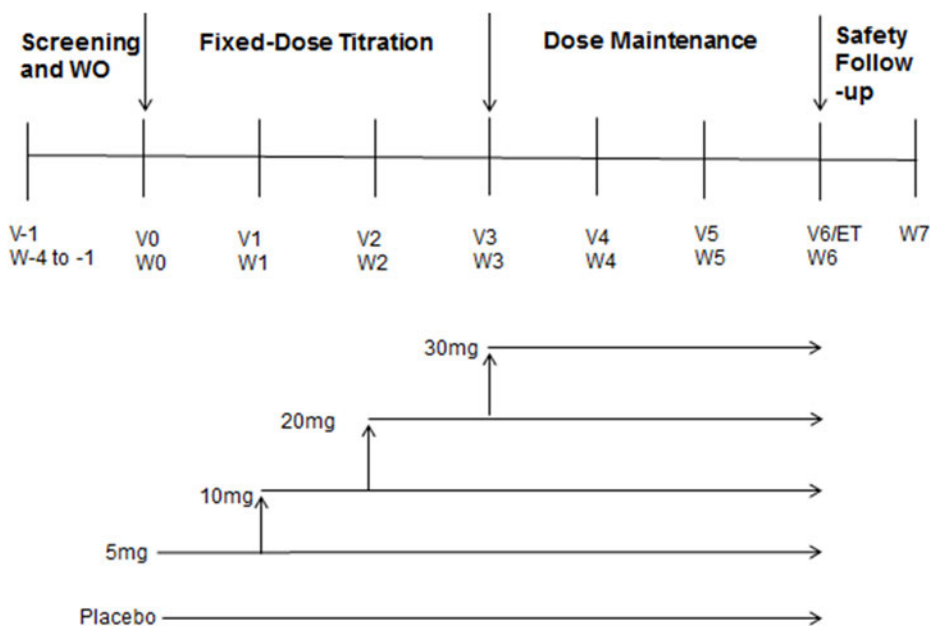 Screening
and WO
Fixed-Dose Titration
Dose Maintenance
Safety
Follow
-up
V-1
W-4 to -1
V0
W0
V1
W1
V2
W2
V3
W3
V4
W4
V5
W5
V6/ET
W6
W7
30mg
20mg
10mg
5mg
Placebo